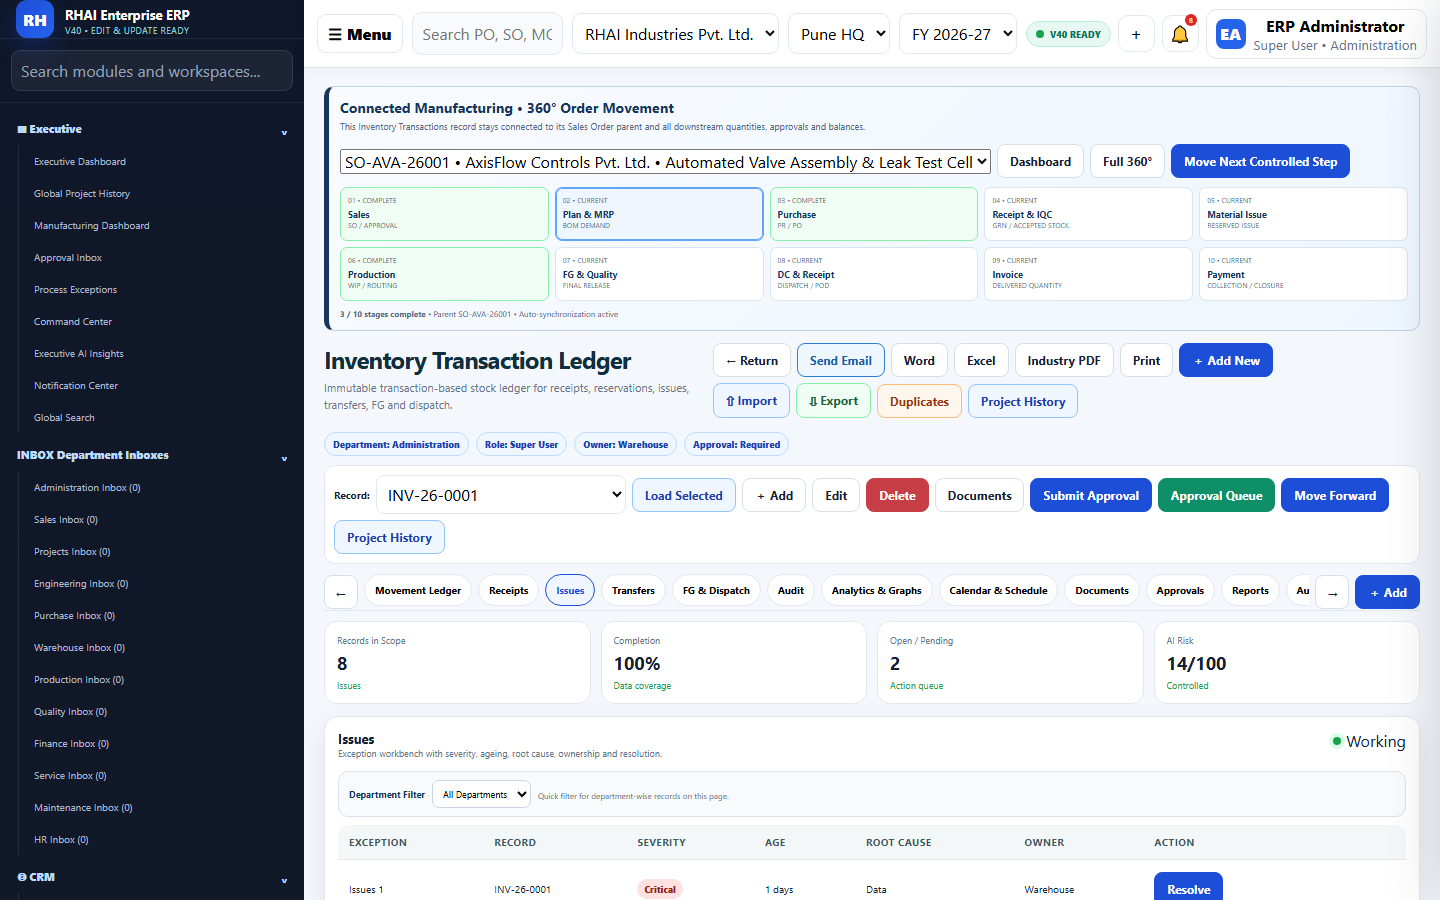 RH
RHAI Enterprise ERP
V40 • EDIT & UPDATE READY
Search modules and workspaces...
Executive
Executive Dashboard
Global Project History
Manufacturing Dashboard
Approval Inbox
Process Exceptions
Command Center
Executive AI Insights
Notification Center
Global Search
INBOX Department Inboxes
Administration Inbox (0)
Sales Inbox (0)
Projects Inbox (0)
Engineering Inbox (0)
Purchase Inbox (0)
Warehouse Inbox (0)
Production Inbox (0)
Quality Inbox (0)
Finance Inbox (0)
Service Inbox (0)
Maintenance Inbox (0)
HR Inbox (0)
CRM
☰ Menu
Search PO, SO, MO
RHAI Industries Pvt. Ltd.
Pune HQ
FY 2026-27
V40 READY
+
8
EA
ERP Administrator
Super User • Administration
Connected Manufacturing • 360° Order Movement
This Inventory Transactions record stays connected to its Sales Order parent and all downstream quantities, approvals and balances.
SO-AVA-26001 • AxisFlow Controls Pvt. Ltd. • Automated Valve Assembly & Leak Test Cell
Dashboard
Full 360°
Move Next Controlled Step
01 • COMPLETE
Sales
SO / APPROVAL
02 • CURRENT
Plan & MRP
BOM DEMAND
03 • COMPLETE
Purchase
PR / PO
04 • CURRENT
Receipt & IQC
GRN / ACCEPTED STOCK
05 • CURRENT
Material Issue
RESERVED ISSUE
06 • COMPLETE
Production
WIP / ROUTING
07 • CURRENT
FG & Quality
FINAL RELEASE
08 • CURRENT
DC & Receipt
DISPATCH / POD
09 • CURRENT
Invoice
DELIVERED QUANTITY
10 • CURRENT
Payment
COLLECTION / CLOSURE
3 / 10 stages complete • Parent SO-AVA-26001 • Auto-synchronization active
Inventory Transaction Ledger
Immutable transaction-based stock ledger for receipts, reservations, issues,
transfers, FG and dispatch.
← Return
Send Email
Word
Excel
Industry PDF
Print
+ Add New
⇧ Import
⇩ Export
Duplicates
Project History
Department: Administration
Role: Super User
Owner: Warehouse
Approval: Required
Record:
INV-26-0001
Load Selected
+ Add
Edit
Delete
Documents
Submit Approval
Approval Queue
Move Forward
Project History
←
Movement Ledger
Receipts
Issues
Transfers
FG & Dispatch
Audit
Analytics & Graphs
Calendar & Schedule
Documents
Approvals
Reports
Au
→
+ Add
Records in Scope
8
Issues
Completion
100%
Data coverage
Open / Pending
2
Action queue
AI Risk
14/100
Controlled
Issues
Exception workbench with severity, ageing, root cause, ownership and resolution.
Working
Department Filter
All Departments
Quick filter for department-wise records on this page.
EXCEPTION RECORD SEVERITY AGE ROOT CAUSE OWNER ACTION
Issues 1 INV-26-0001 Critical 1 days Data Warehouse Resolve